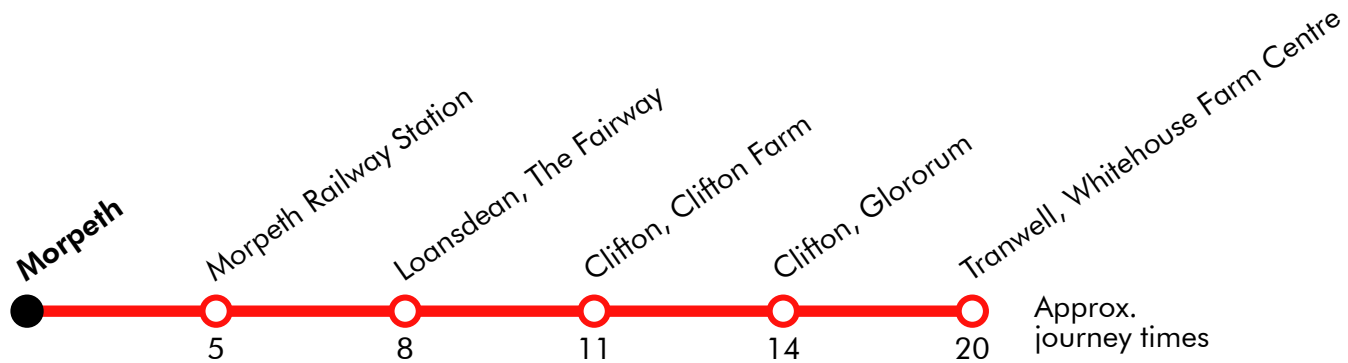 Morpeth
Morpeth Railway Station
Loansdean, The Fairway
Clifton, Clifton Farm
Clifton, Glororum
Tranwell, Whitehouse Farm Centre
5
8
11
14
20
Approx.
journey times